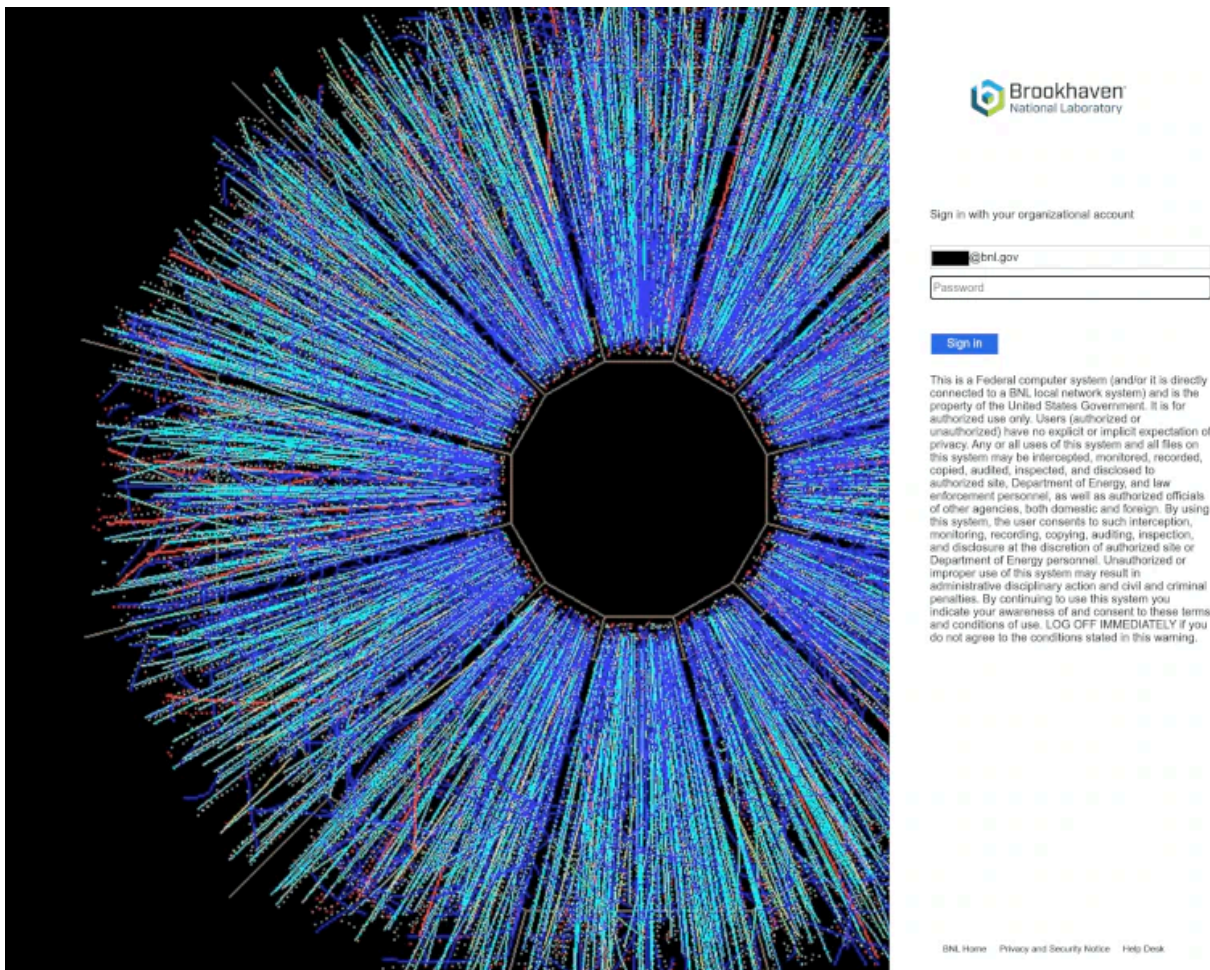 Brookhaven
National Laboratory
Sign in with your organizational account
@bnl.gov
Password
Sign in
This is a Federal computer system (and/or it is directly
connected to a BNL local network system) and is the
property of the United States Government. It is for
authorized use only. Users (authorized or
unauthorized) have no explicit or implicit expectation of
privacy. Any or all uses of this system and all files on
this system may be intercepted, monitored, recorded,
copied, audited, inspected, and disclosed to
authorized site, Department of Energy, and law
enforcement personnel, as well as authorized officials
of other agencies, both domestic and foreign. By using
this system, the user consents to such interception,
monitoring, recording, copying, auditing, inspection,
and disclosure at the discretion of authorized site or
Department of Energy personnel. Unauthorized or
improper use of this system may result in
administrative disciplinary action and civil and criminal
penalties. By continuing to use this system you
indicate your awareness of and consent to these terms
and conditions of use. LOG OFF IMMEDIATELY if you
do not agree to the conditions stated in this warning.
BNL Home Privacy and Security Notice Help Desk